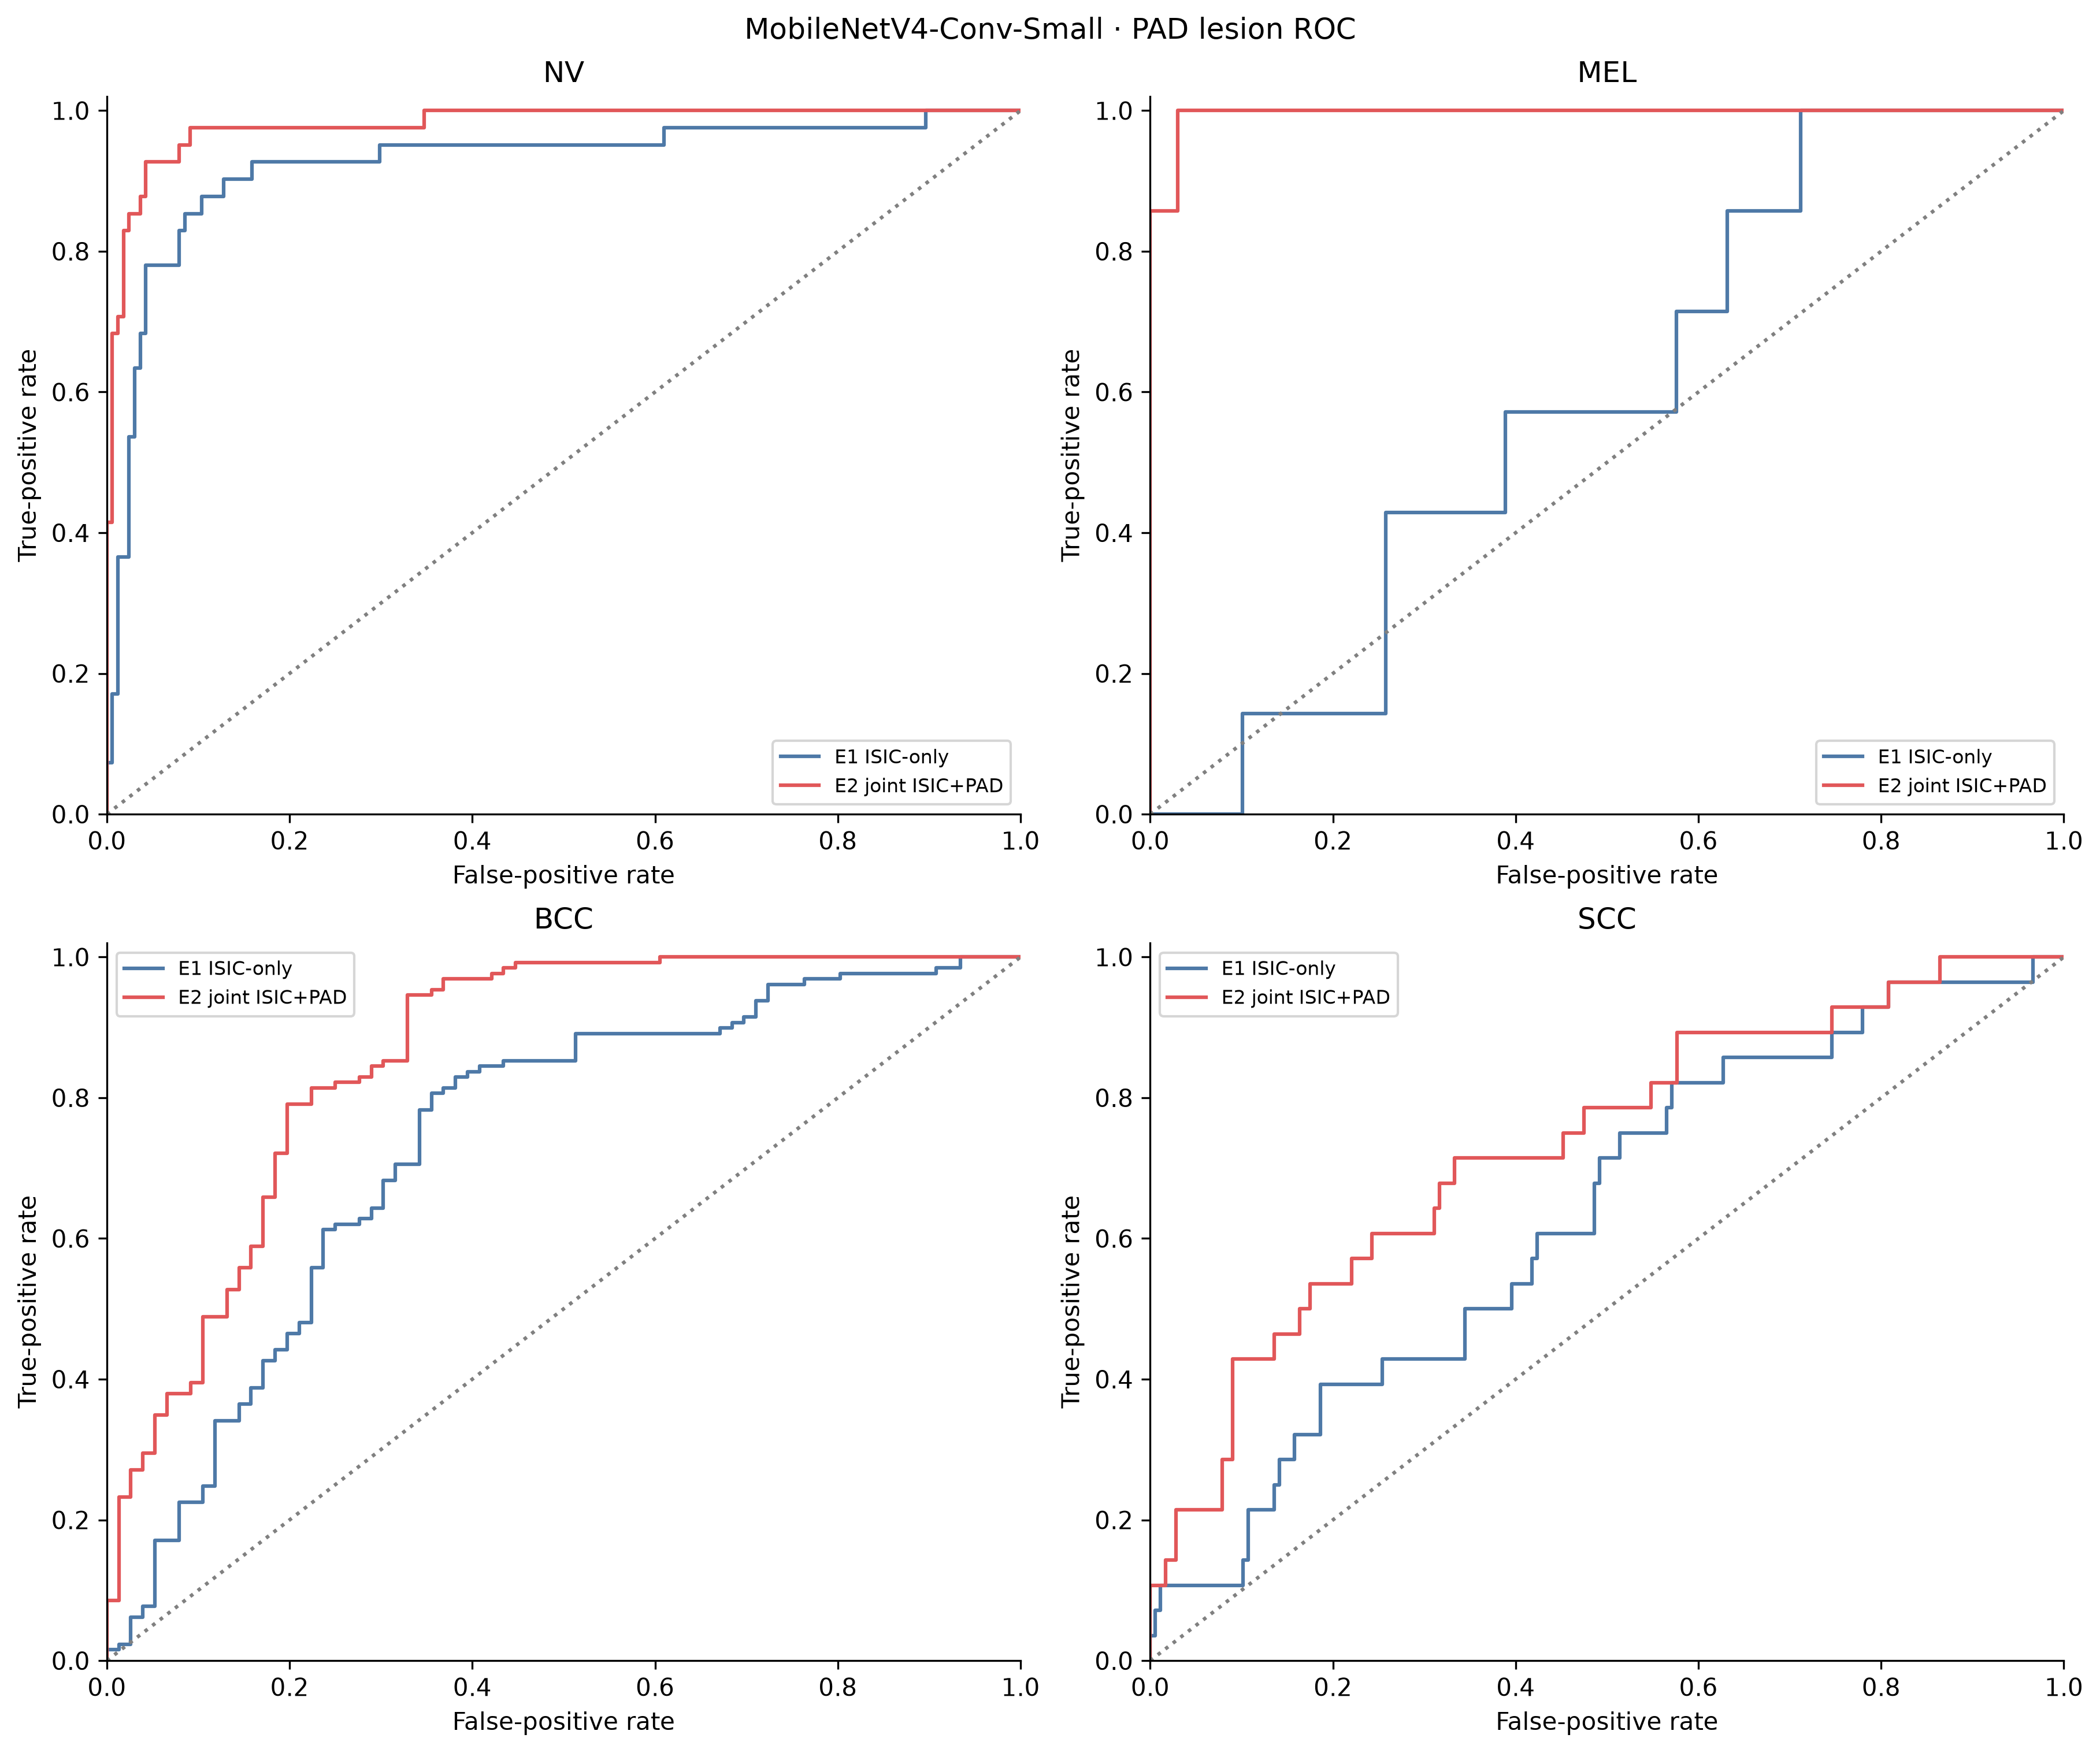 MobileNetV4-Conv-Small · PAD lesion ROC
NV
1.0
0.8
0.6
0.4
0.2
0.0
True-positive rate
0.0 0.2 0.4 0.6 0.8 1.0
False-positive rate
E1 ISIC-only
E2 joint ISIC+PAD
MEL
1.0
0.8
0.6
0.4
0.2
0.0
True-positive rate
0.0 0.2 0.4 0.6 0.8 1.0
False-positive rate
E1 ISIC-only
E2 joint ISIC+PAD
BCC
E1 ISIC-only
E2 joint ISIC+PAD
1.0
0.8
0.6
0.4
0.2
0.0
True-positive rate
0.0 0.2 0.4 0.6 0.8 1.0
False-positive rate
SCC
E1 ISIC-only
E2 joint ISIC+PAD
1.0
0.8
0.6
0.4
0.2
0.0
True-positive rate
0.0 0.2 0.4 0.6 0.8 1.0
False-positive rate